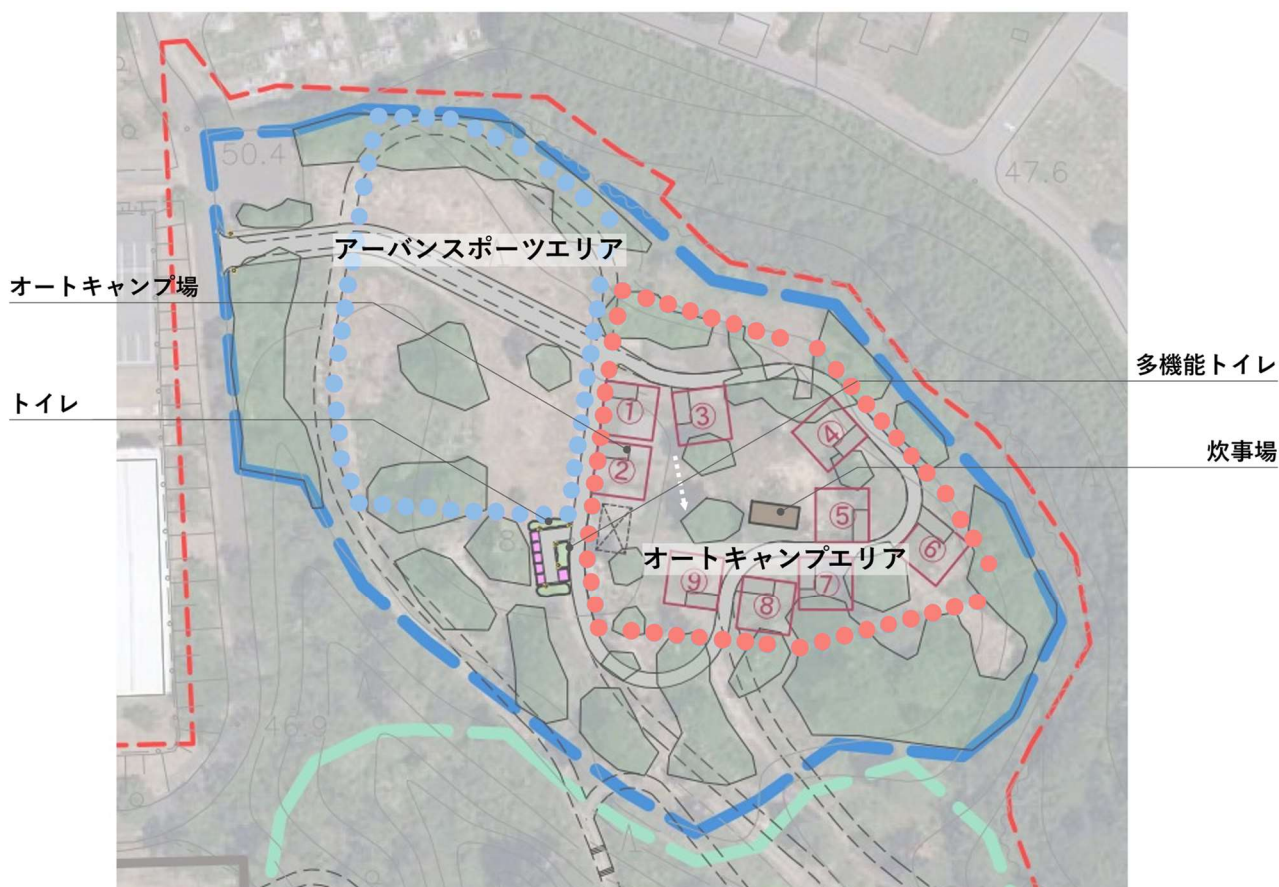 50.4
47.6
アーバンスポーツエリア
オートキャンプ場
多機能トイレ
トイレ
①
③
④
②
炊事場
⑤
⑥
オートキャンプエリア
⑨
⑦
⑧
46.9